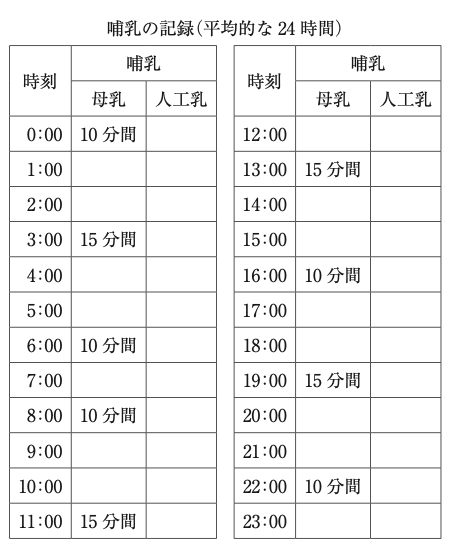 哺乳の記録(平均的な 24 時間)
時刻 哺乳
母乳 人工乳
0:00 10 分間
1:00
2:00
3:00 15 分間
4:00
5:00
6:00 10 分間
7:00
8:00 10 分間
9:00
10:00
11:00 15 分間
時刻 哺乳
母乳 人工乳
12:00
13:00 15 分間
14:00
15:00
16:00 10 分間
17:00
18:00
19:00 15 分間
20:00
21:00
22:00 10 分間
23:00